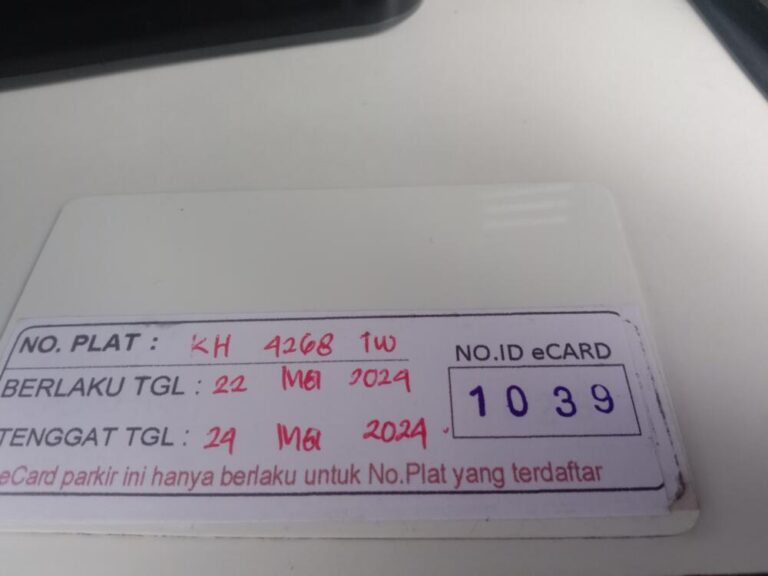 NO. PLAT : KH 4268 TW
NO.ID eCARD
BERLAKU TGL : 22 MEI 2024
1039
TENGGAT TGL : 24 MEI 2024
eCard parkir ini hanya berlaku untuk No.Plat yang terdaftar